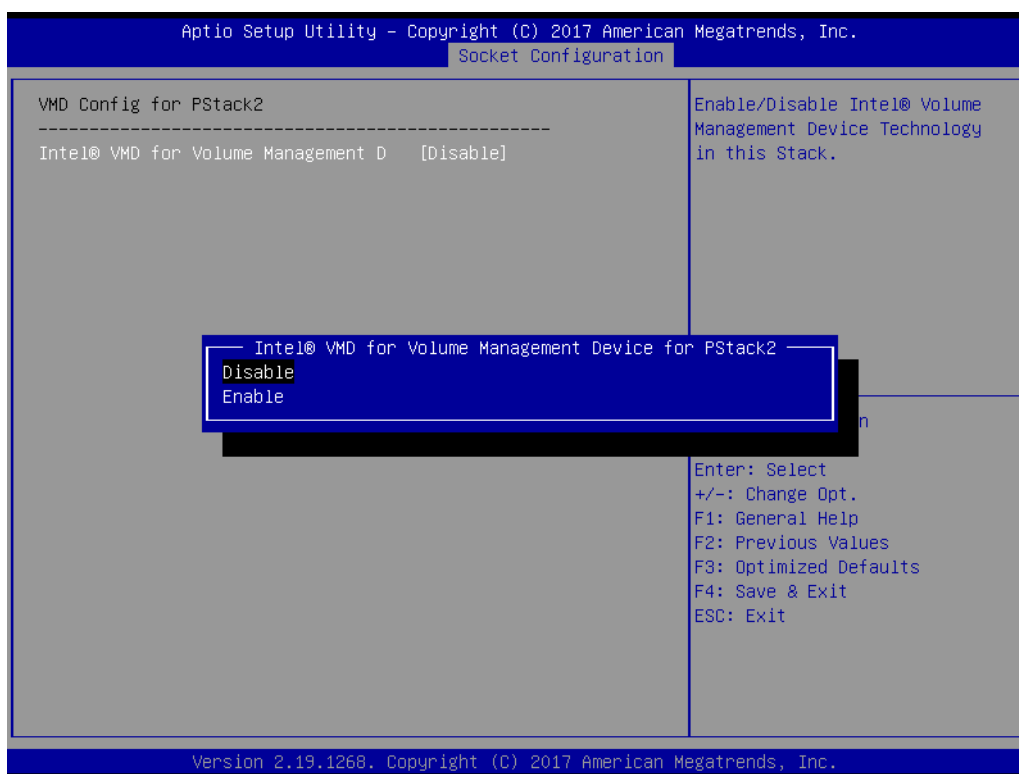 Aptio Setup Utility – Copyright (C) 2017 American Megatrends, Inc.
Socket Configuration
VMD Config for PStack2
--------------------------------------------------
Intel® VMD for Volume Management D [Disable]
Enable/Disable Intel® Volume
Management Device Technology
in this Stack.
Intel® VMD for Volume Management Device for PStack2
Disable
Enable
n
Enter: Select
+/-: Change Opt.
F1: General Help
F2: Previous Values
F3: Optimized Defaults
F4: Save & Exit
ESC: Exit
Version 2.19.1268. Copyright (C) 2017 American Megatrends, Inc.